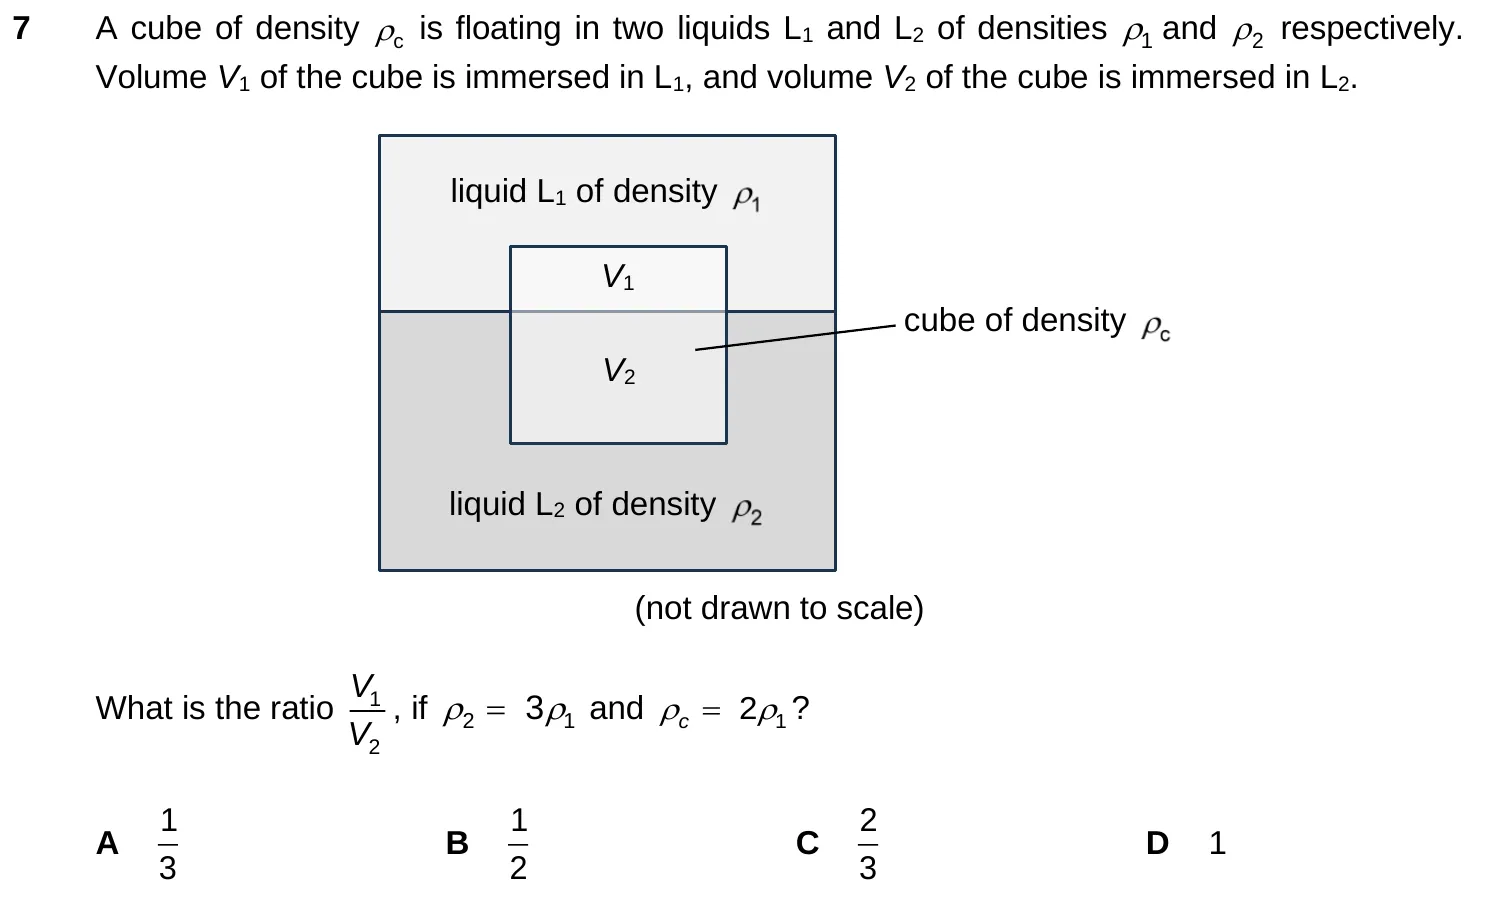 7 A cube of density ρc is floating in two liquids L1 and L2 of densities ρ1 and ρ2 respectively.
Volume V1 of the cube is immersed in L1, and volume V2 of the cube is immersed in L2.
liquid L1 of density ρ1
V1
cube of density ρc
V2
liquid L2 of density ρ2
(not drawn to scale)
What is the ratio V1/V2, if ρ2 = 3ρ1 and ρc = 2ρ1?
A 1/3 B 1/2 C 2/3 D 1